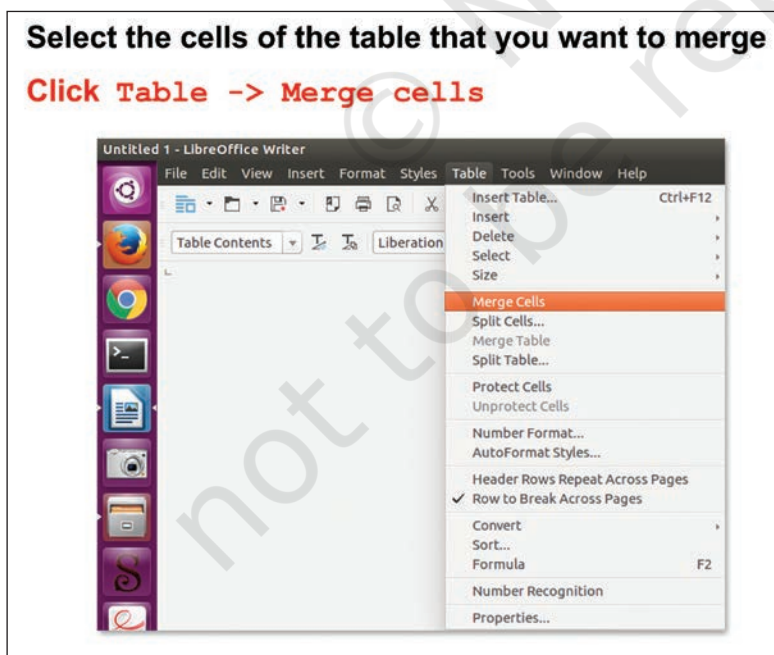 Select the cells of the table that you want to merge
Click Table -> Merge cells
Untitled 1 - LibreOffice Writer
File Edit View Insert Format Styles Table Tools Window Help
Table Contents
Liberation
Insert Table... Ctrl+F12
Insert
Delete
Select
Size
Merge Cells
Split Cells...
Merge Table
Split Table...
Protect Cells
Unprotect Cells
Number Format...
AutoFormat Styles...
Header Rows Repeat Across Pages
Row to Break Across Pages
Convert
Sort...
Formula F2
Number Recognition
Properties...
©
not to be